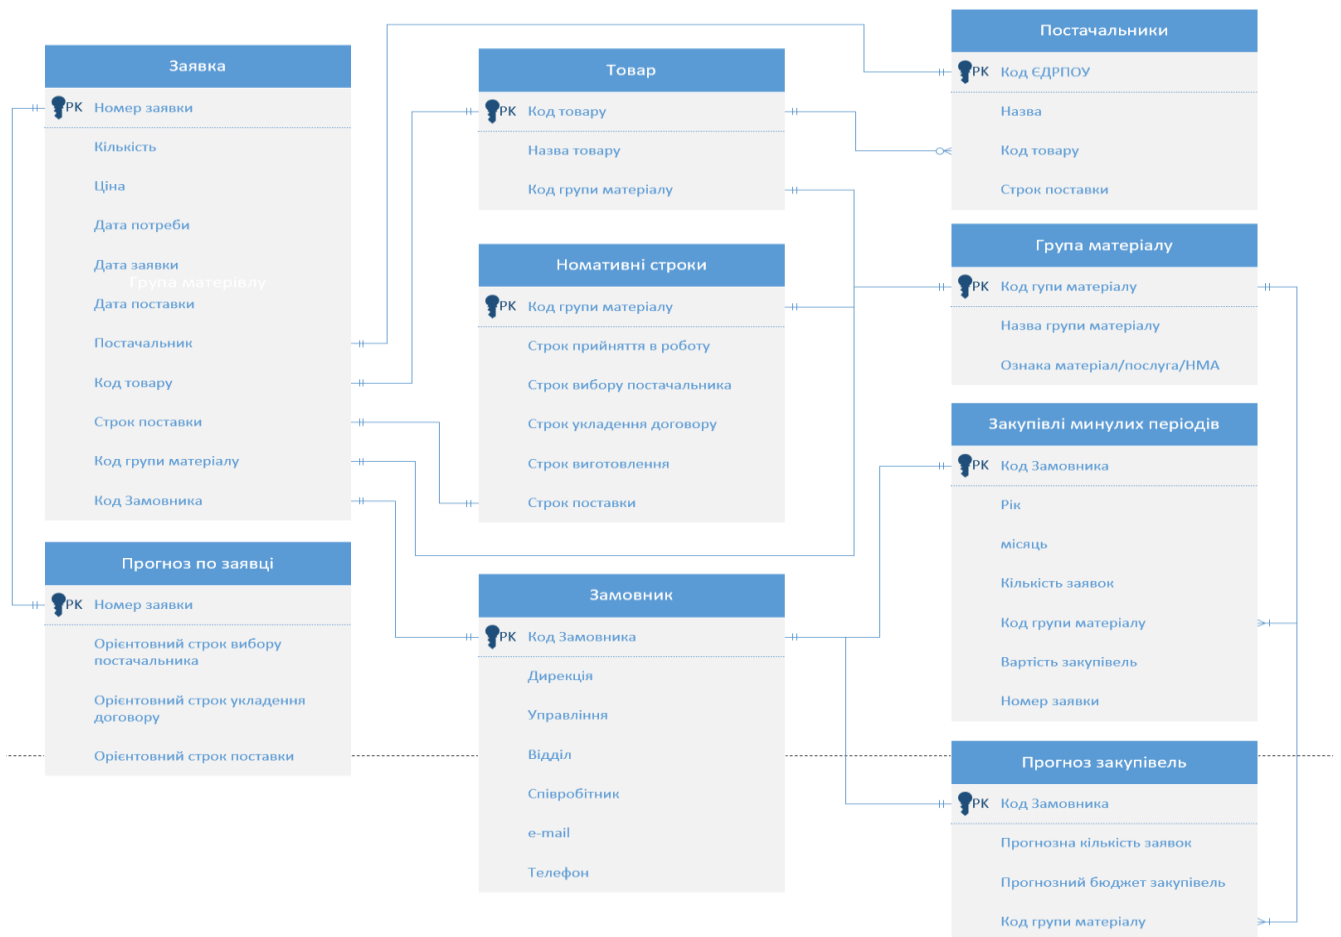 Заявка
PK Номер заявки
Кількість
Ціна
Дата потреби
Дата заявки
Група матерівлу
Дата поставки
Постачальник
Код товару
Строк поставки
Код групи матеріалу
Код Замовника
Прогноз по заявці
PK Номер заявки
Орієнтовний строк вибору
постачальника
Орієнтовний строк укладення
договору
Орієнтовний строк поставки
Товар
PK Код товару
Назва товару
Код групи матеріалу
Номативні строки
PK Код групи матеріалу
Строк прийняття в роботу
Строк вибору постачальника
Строк укладення договору
Строк виготовлення
Строк поставки
Замовник
PK Код Замовника
Дирекція
Управління
Відділ
Співробітник
e-mail
Телефон
Постачальники
PK Код ЄДРПОУ
Назва
Код товару
Строк поставки
Група матеріалу
PK Код гупи матеріалу
Назва групи матеріалу
Ознака матеріал/послуга/НМА
Закупівлі минулих періодів
PK Код Замовника
Рік
місяць
Кількість заявок
Код групи матеріалу
Вартість закупівель
Номер заявки
Прогноз закупівель
PK Код Замовника
Прогнозна кількість заявок
Прогнозний бюджет закупівель
Код групи матеріалу